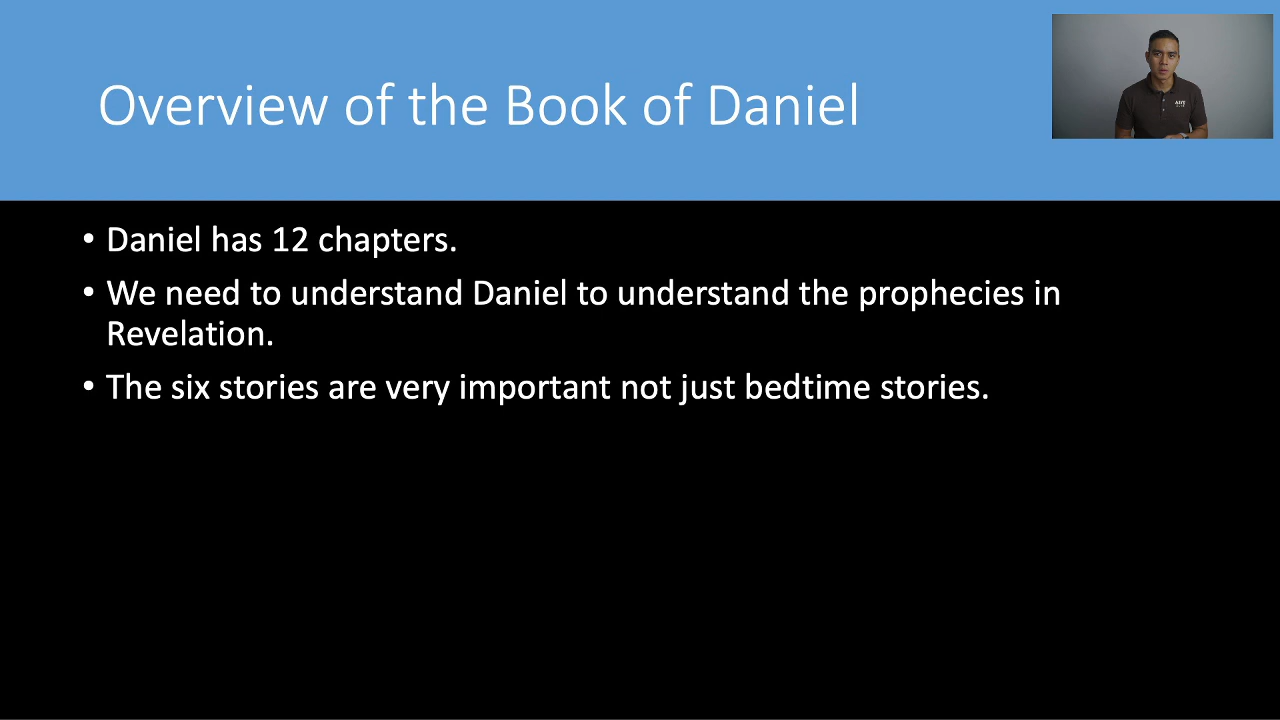 Overview of the Book of Daniel
• Daniel has 12 chapters.
• We need to understand Daniel to understand the prophecies in
Revelation.
• The six stories are very important not just bedtime stories.